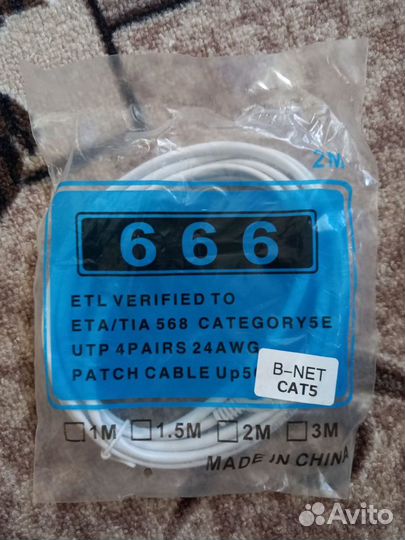 2M
666
ETL VERIFIED TO
ETA/TIA 568 CATEGORY5E
UTP 4PAIRS 24AWG
PATCH CABLE Up5
B-NET
CAT5
1M 1.5M 2M 3M
MADE IN CHINA
Avito